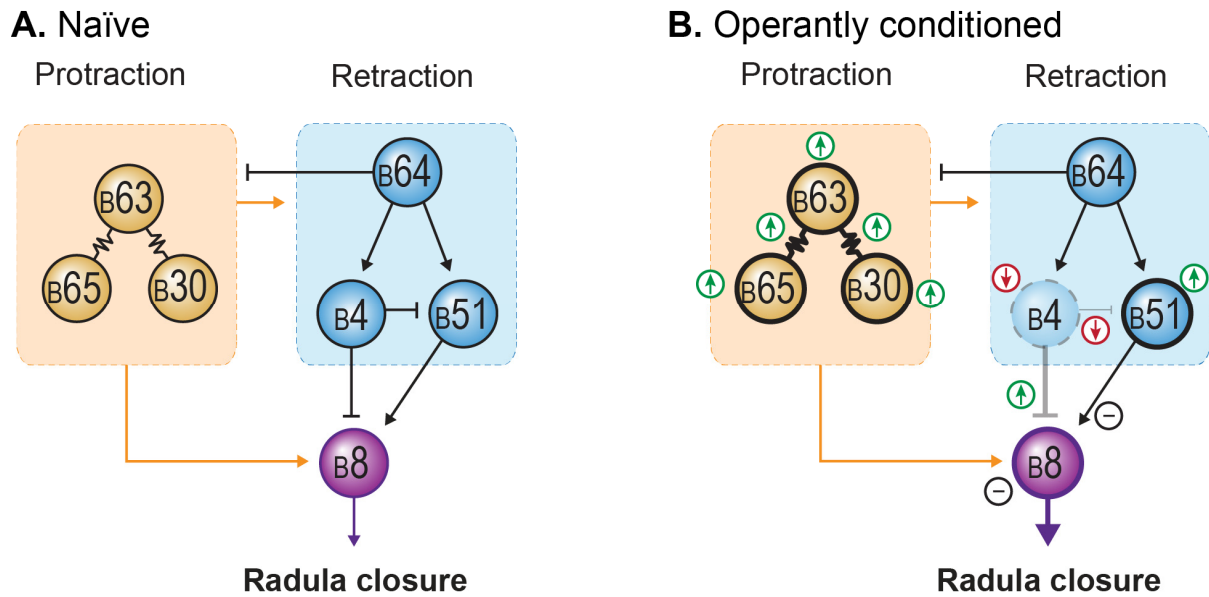 A. Naïve
Protraction
Retraction
B63
B65
B30
B64
B4
B51
B8
Radula closure
B. Operantly conditioned
Protraction
Retraction
B63
B65
B30
B64
B4
B51
B8
Radula closure